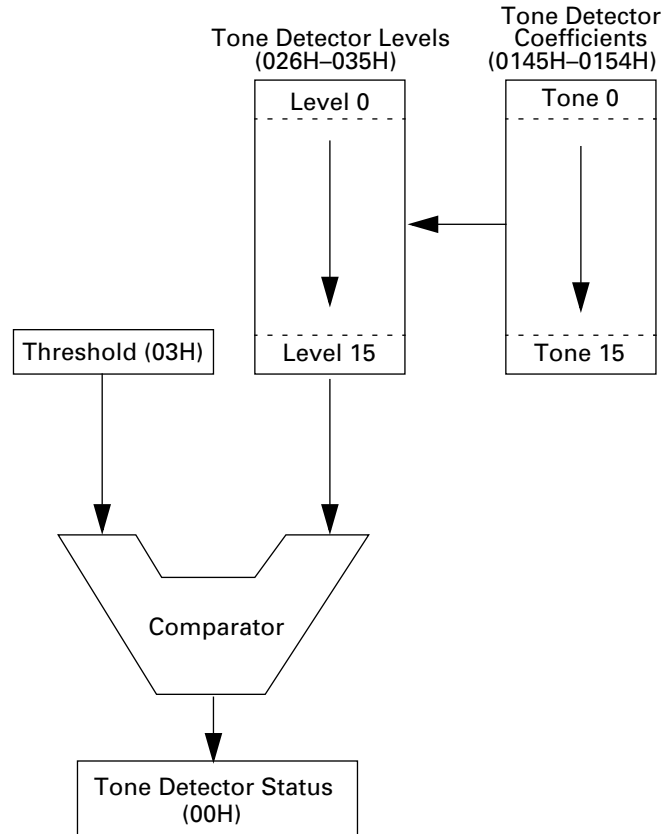 Tone Detector Levels
(026H–035H)
Tone Detector
Coefficients
(0145H–0154H)
Level 0
Tone 0
Level 15
Tone 15
Threshold (03H)
Comparator
Tone Detector Status
(00H)